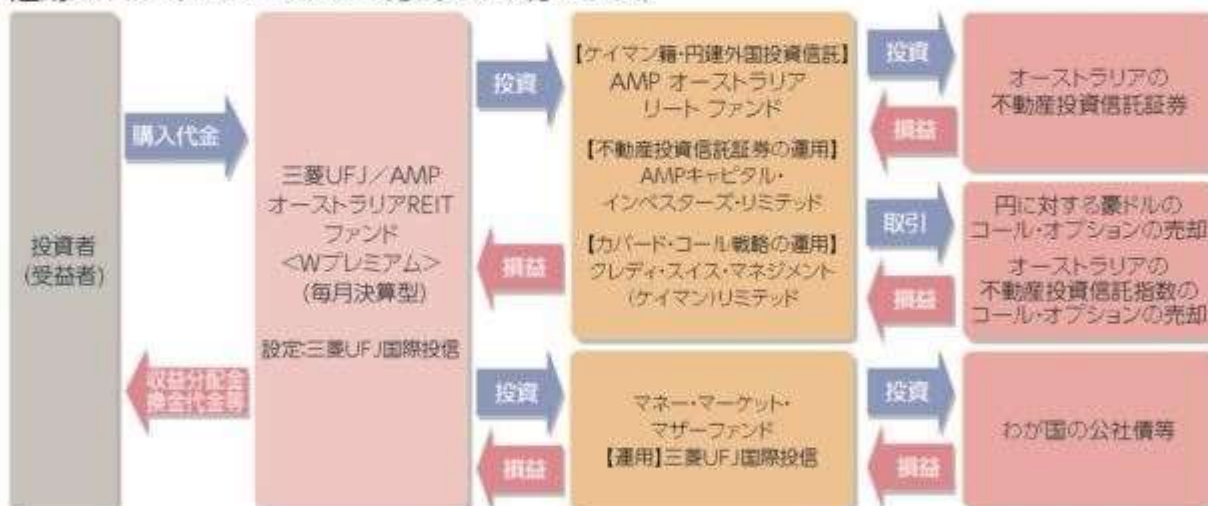 投資者
(受益者)
購入代金
収益分配金
換金代金等
三菱UFJ/AMP
オーストラリアREIT
ファンド
<Wプレミアム>
(毎月決算型)
設定:三菱UFJ国際投信
投資
損益
投資
損益
【ケイマン籍・円建外国投資信託】
AMP オーストラリア
リート ファンド
【不動産投資信託証券の運用】
AMPキャピタル・
インベスターズ・リミテッド
【カバード・コール戦略の運用】
クレディ・スイス・マネジメント
(ケイマン)リミテッド
マネー・マーケット・
マザーファンド
【運用】三菱UFJ国際投信
投資
損益
取引
損益
投資
損益
オーストラリアの
不動産投資信託証券
円に対する豪ドルの
コール・オプションの売却
オーストラリアの
不動産投資信託指数の
コール・オプションの売却
わが国の公社債等